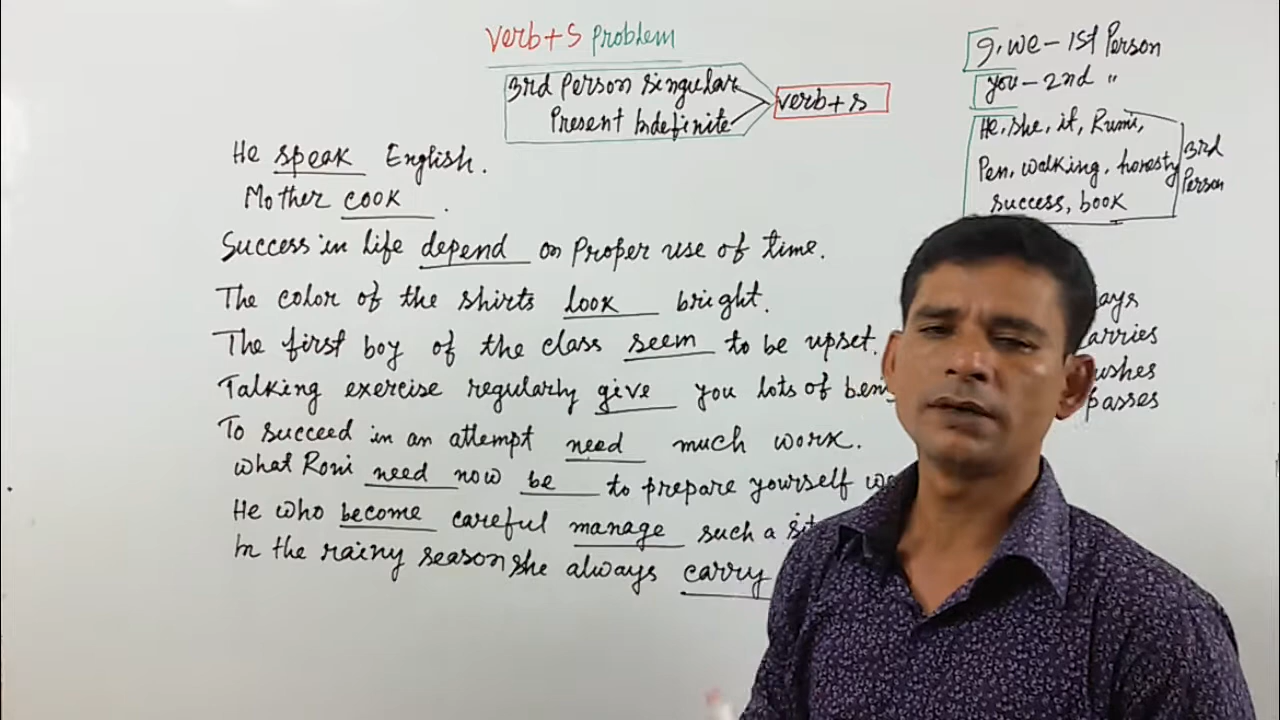 verb+s problem
3rd Person Singular
Present Indefinite
verb+s
He speak English.
Mother cook .
Success in life depend on proper use of time.
The color of the shirts look bright.
The first boy of the class seem to be upset.
Talking exercise regularly give you lots of
To succeed in an attempt need much work.
what Roni need now be to prepare yourself
He who become careful manage such a
In the rainy season she always carry
I, we - 1st Person
you - 2nd "
He, she, it, Rumi,
Pen, walking, honesty
success, book
3rd
Person
passes